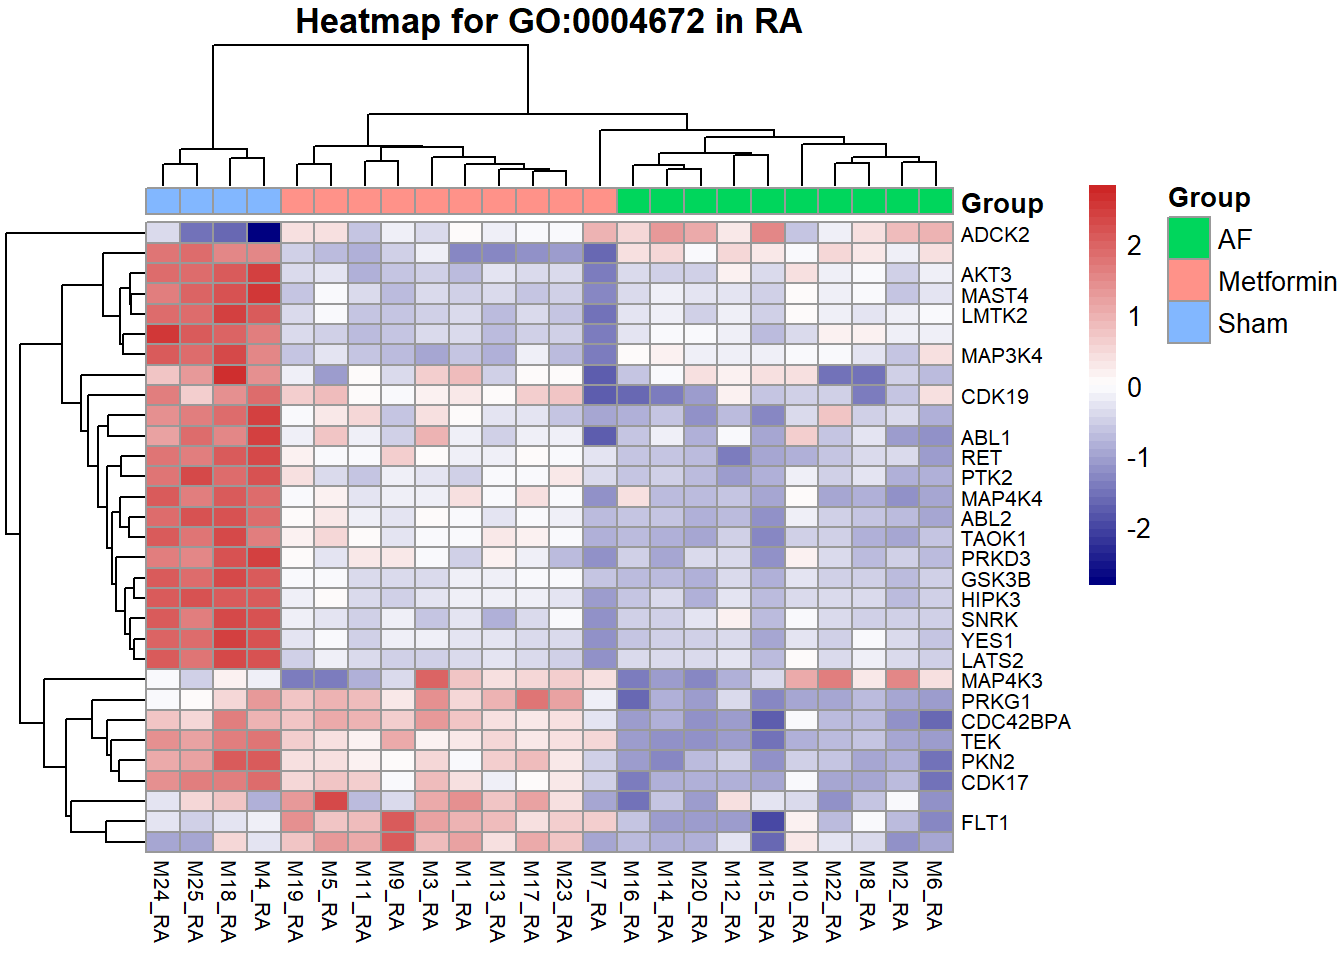 Heatmap for GO:0004672 in RA
Group
ADCK2
AKT3
MAST4
LMTK2
MAP3K4
CDK19
ABL1
RET
PTK2
MAP4K4
ABL2
TAOK1
PRKD3
GSK3B
HIPK3
SNRK
YES1
LATS2
MAP4K3
PRKG1
CDC42BPA
TEK
PKN2
CDK17
FLT1
2
1
0
-1
-2
Group
AF
Metformin
Sham
M24_RA
M25_RA
M18_RA
M4_RA
M19_RA
M5_RA
M11_RA
M9_RA
M3_RA
M1_RA
M13_RA
M17_RA
M23_RA
M7_RA
M16_RA
M14_RA
M20_RA
M12_RA
M15_RA
M10_RA
M22_RA
M8_RA
M2_RA
M6_RA